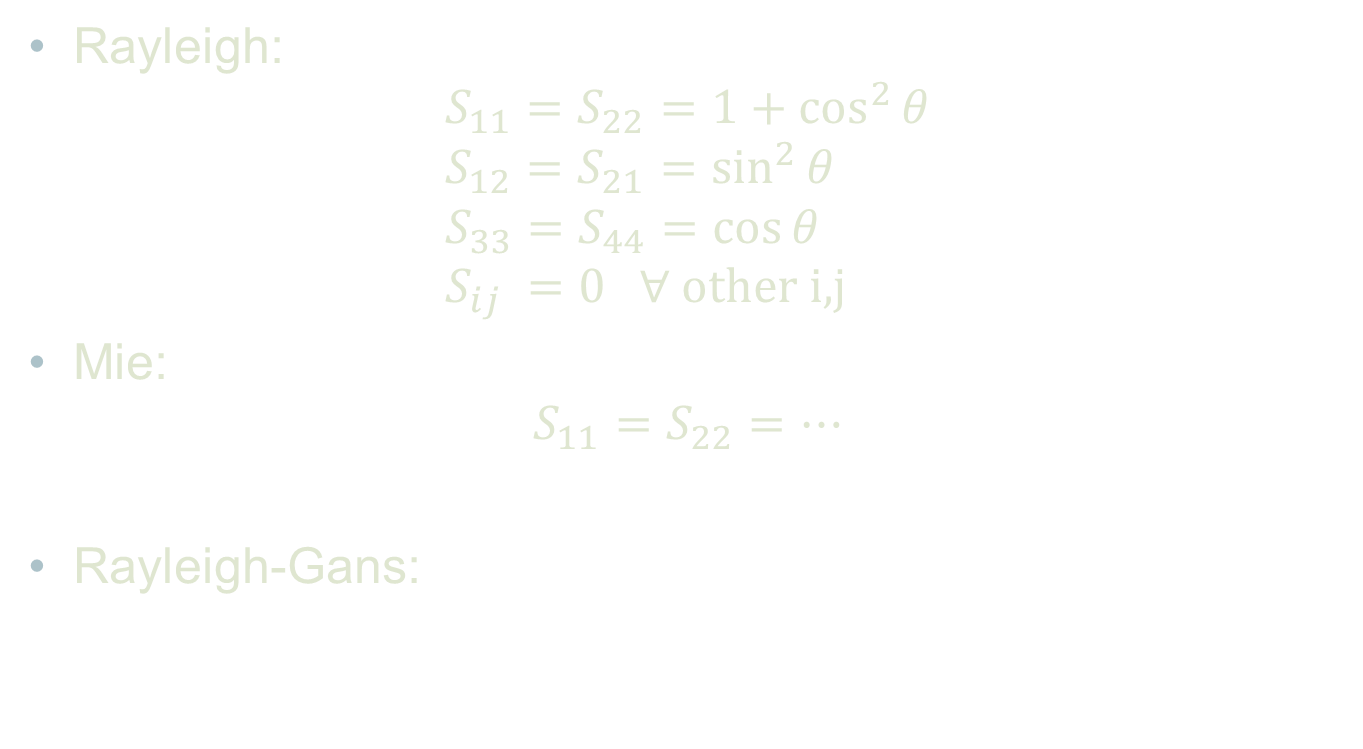 • Rayleigh:
𝑆₁₁ = 𝑆₂₂ = 1 + cos² 𝜃
𝑆₁₂ = 𝑆₂₁ = sin² 𝜃
𝑆₃₃ = 𝑆₄₄ = cos 𝜃
𝑆ᵢⱼ = 0 ∀ other i,j
• Mie:
𝑆₁₁ = 𝑆₂₂ = ⋯
• Rayleigh-Gans: